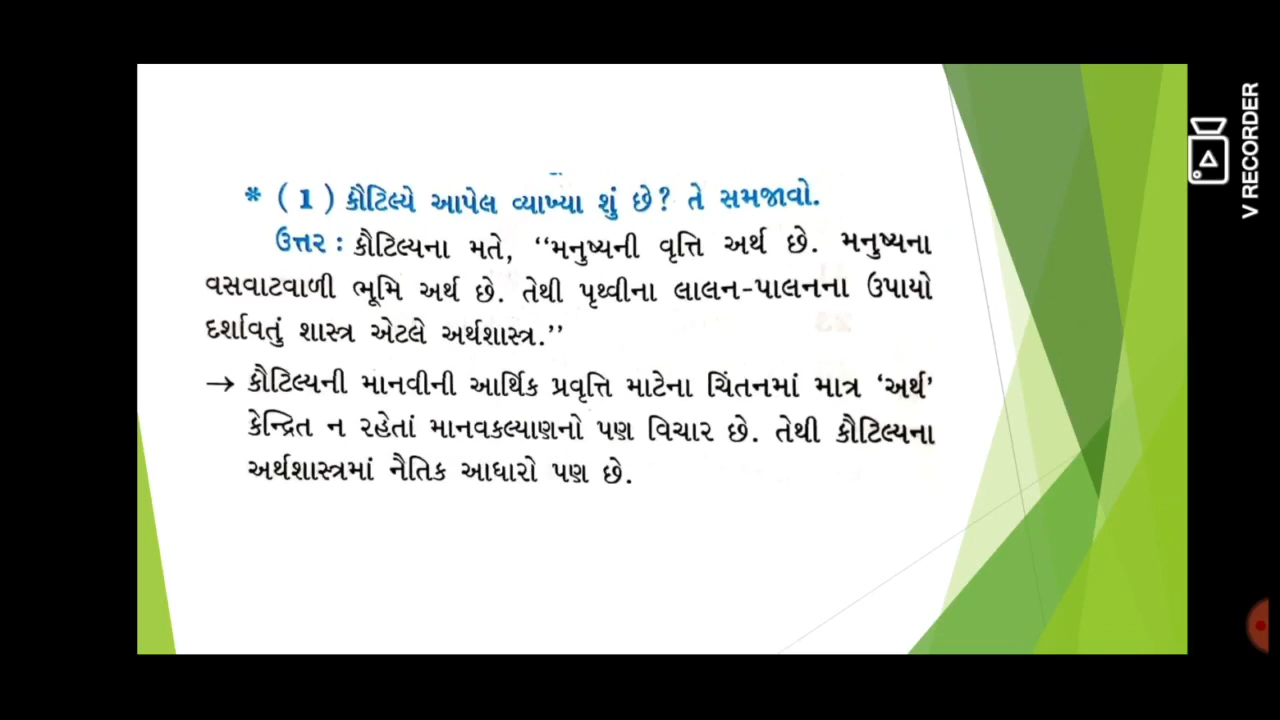 * ( 1 ) કૌટિલ્યે આપેલ વ્યાખ્યા શું છે? તે સમજાવો.
ઉત્તર : કૌટિલ્યના મતે, “મનુષ્યની વૃત્તિ અર્થ છે. મનુષ્યના
વસવાટવાળી ભૂમિ અર્થ છે. તેથી પૃથ્વીના લાલન-પાલનના ઉપાયો
દર્શાવતું શાસ્ત્ર એટલે અર્થશાસ્ત્ર.”
→ કૌટિલ્યની માનવીની આર્થિક પ્રવૃત્તિ માટેના ચિંતનમાં માત્ર ‘અર્થ’
કેન્દ્રિત ન રહેતાં માનવકલ્યાણનો પણ વિચાર છે. તેથી કૌટિલ્યના
અર્થશાસ્ત્રમાં નૈતિક આધારો પણ છે.
V RECORDER